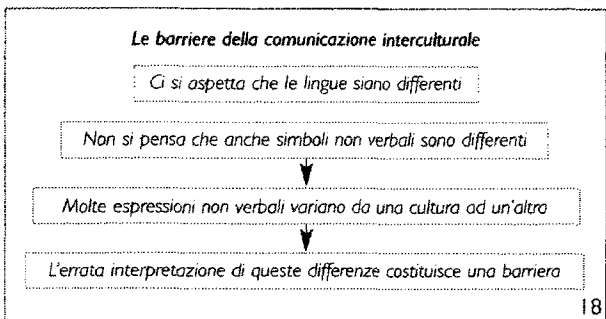 Le barriere della comunicazione interculturale
Ci si aspetta che le lingue siano differenti
Non si pensa che anche simboli non verbali sono differenti
Molte espressioni non verbali variano da una cultura ad un'altra
L'errata interpretazione di queste differenze costituisce una barriera
18